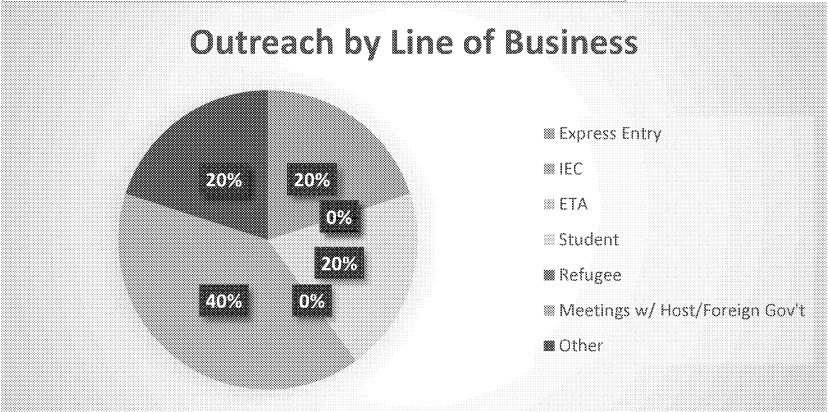 Outreach by Line of Business
20%
20%
0%
20%
40%
0%
Express Entry
IEC
ETA
Student
Refugee
Meetings w/ Host/Foreign Gov't
Other